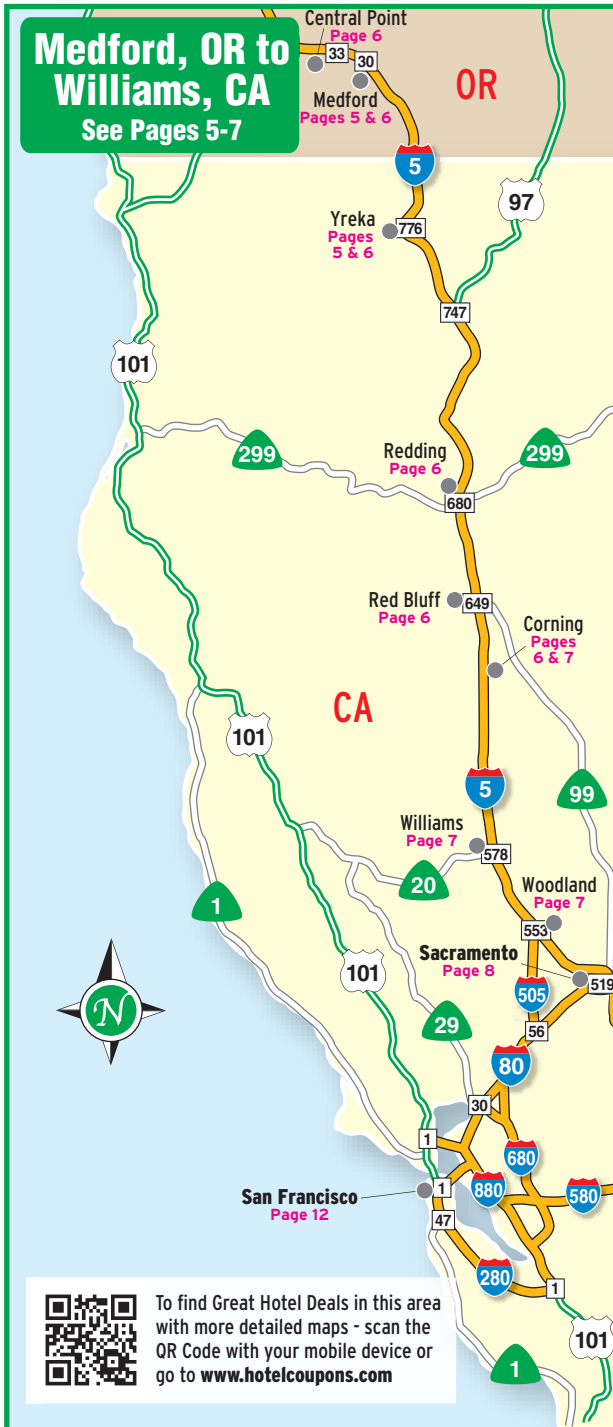 Medford, OR to
Williams, CA
See Pages 5-7
Central Point
Page 6
33
30
OR
Medford
Pages 5 & 6
5
97
Yreka
Pages
5 & 6
776
747
101
299
Redding
Page 6
299
680
Red Bluff
Page 6
649
Corning
Pages
6 & 7
CA
101
5
99
Williams
Page 7
578
20
1
Woodland
Page 7
553
Sacramento
Page 8
519
101
505
N
29
56
80
30
1
680
San Francisco
Page 12
1
880
580
47
280
1
101
1
To find Great Hotel Deals in this area
with more detailed maps - scan the
QR Code with your mobile device or
go to www.hotelcoupons.com